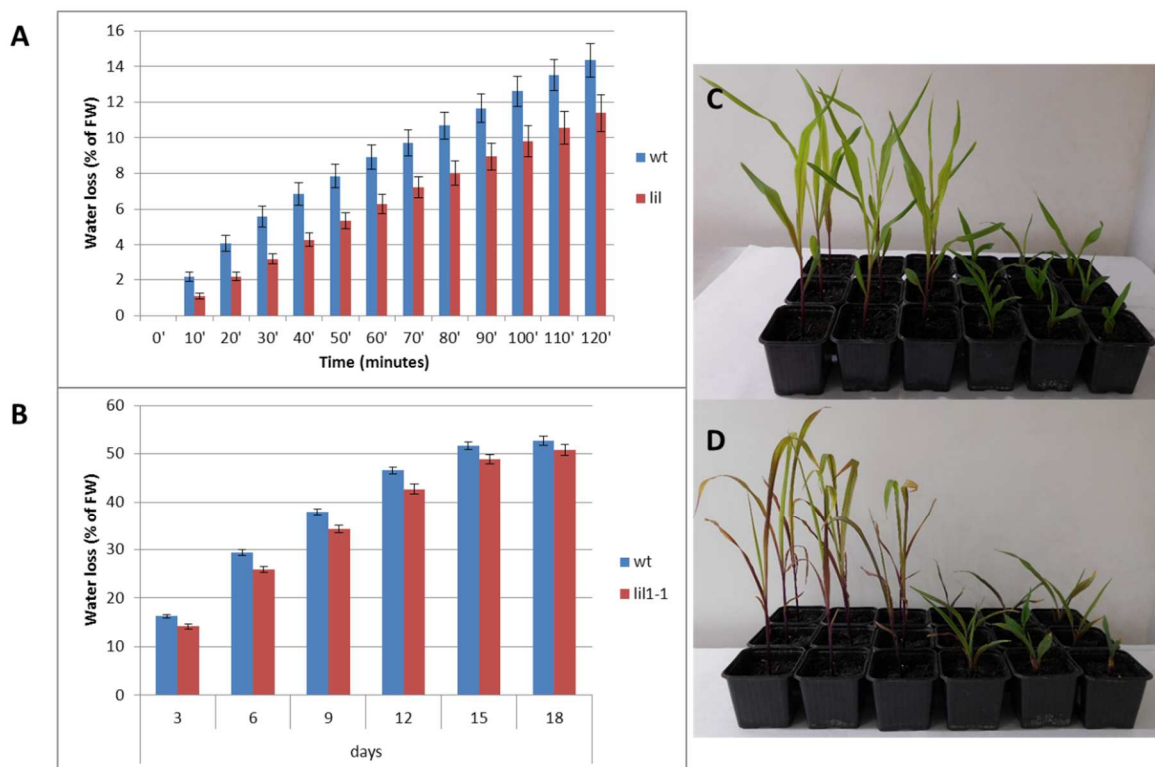 A
16
14
12
10
8
6
4
2
0
Water loss (% of FW)
0' 10' 20' 30' 40' 50' 60' 70' 80' 90' 100' 110' 120'
Time (minutes)
wt
lil
B
60
50
40
30
20
10
0
Water loss (% of FW)
3 6 9 12 15 18
days
wt
lil1-1
C
D